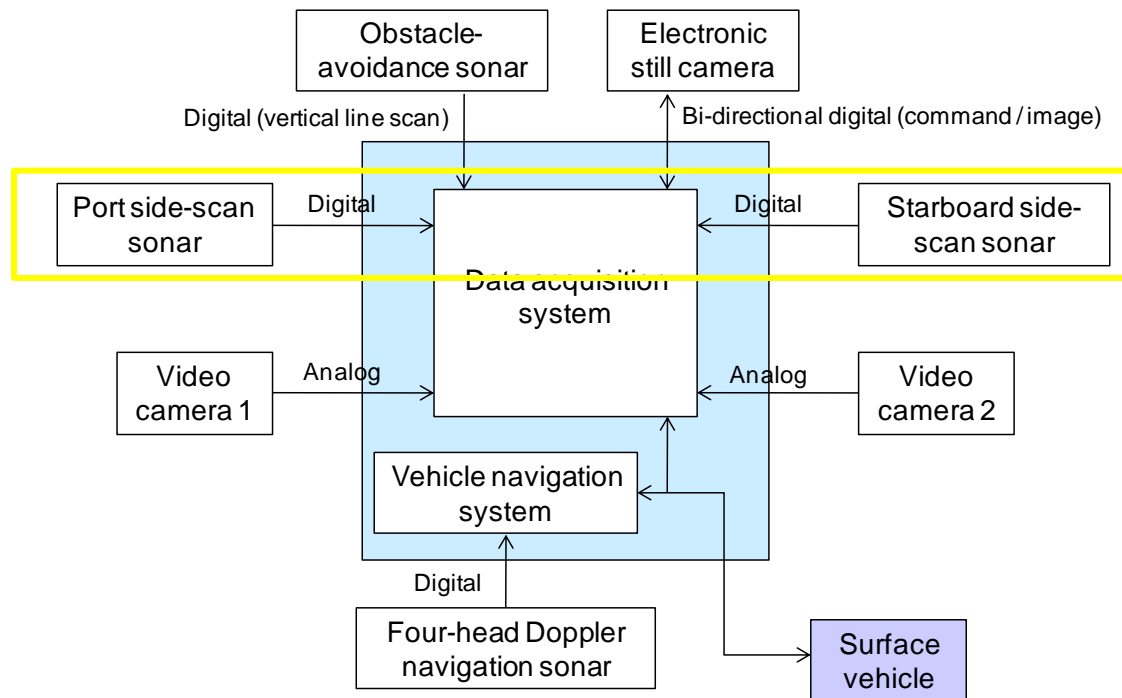 Obstacle-
avoidance sonar
Electronic
still camera
Digital (vertical line scan)
Bi-directional digital (command / image)
Port side-scan
sonar
Digital
Digital
Starboard side-
scan sonar
Data acquisition
system
Video
camera 1
Analog
Analog
Video
camera 2
Vehicle navigation
system
Digital
Four-head Doppler
navigation sonar
Surface
vehicle